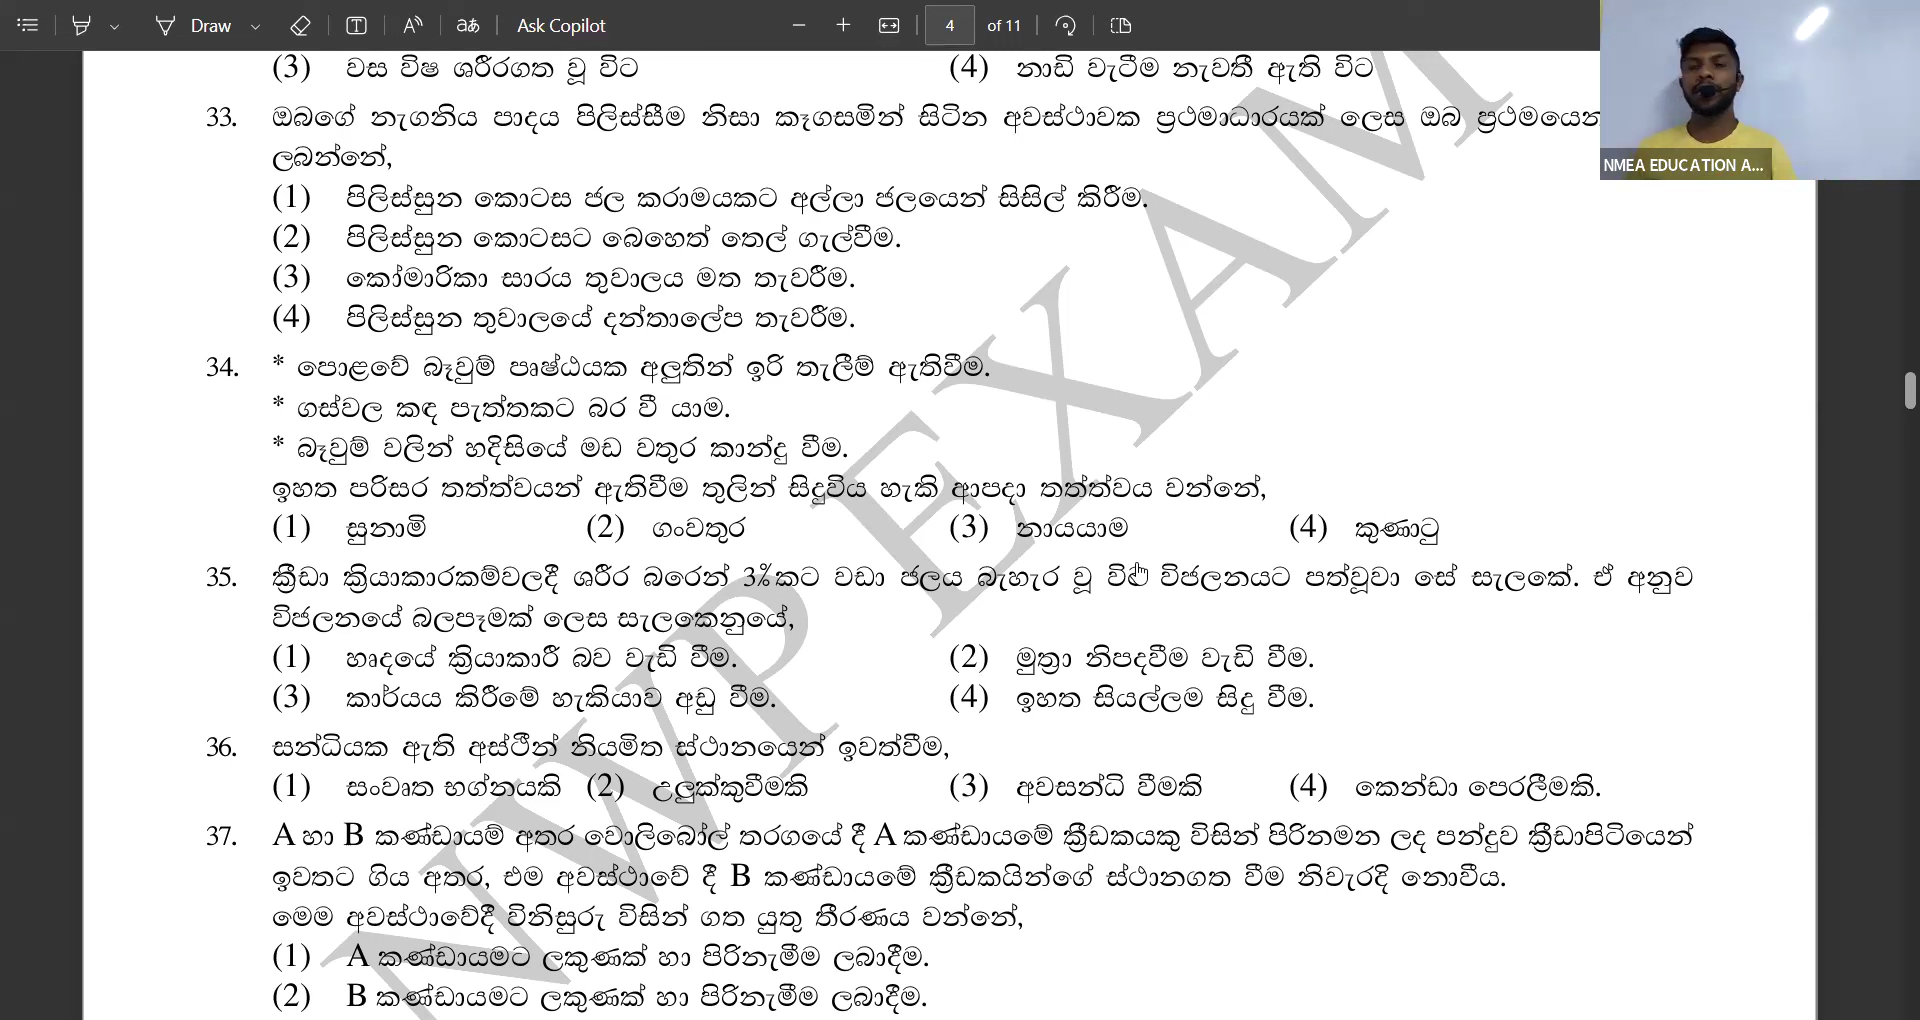 Draw
Ask Copilot
4 of 11
(3) වස විෂ ශරීරගත වූ විට (4) නාඩි වැටීම නැවතී ඇති විට
33. ඔබගේ නැගනිය පාදය පිලිස්සීම නිසා කෑගසමින් සිටින අවස්ථාවක ප්‍රථමාධාරයක් ලෙස ඔබ ප්‍රථමයෙන්
ලබන්නේ,
(1) පිලිස්සුන කොටස ජල කරාමයකට අල්ලා ජලයෙන් සිසිල් කිරීම.
(2) පිලිස්සුන කොටසට බෙහෙත් තෙල් ගැල්වීම.
(3) කෝමාරිකා සාරය තුවාලය මත තැවරීම.
(4) පිලිස්සුන තුවාලයේ දන්තාලේප තැවරීම.
34. * පොළවේ බෑවුම් පෘෂ්ඨයක අලුතින් ඉරි තැලීම් ඇතිවීම.
* ගස්වල කඳ පැත්තකට බර වී යාම.
* බෑවුම් වලින් හදිසියේ මඩ වතුර කාන්දු වීම.
ඉහත පරිසර තත්ත්වයන් ඇතිවීම තුලින් සිදුවිය හැකි ආපදා තත්ත්වය වන්නේ,
(1) සුනාමි (2) ගංවතුර (3) නායයාම (4) කුණාටු
35. ක්‍රීඩා ක්‍රියාකාරකම්වලදී ශරීර බරෙන් 3%කට වඩා ජලය බැහැර වූ විට විජලනයට පත්වූවා සේ සැලකේ. ඒ අනුව
විජලනයේ බලපෑමක් ලෙස සැලකෙනුයේ,
(1) හෘදයේ ක්‍රියාකාරී බව වැඩි වීම. (2) මුත්‍රා නිපදවීම වැඩි වීම.
(3) කාර්යය කිරීමේ හැකියාව අඩු වීම. (4) ඉහත සියල්ලම සිදු වීම.
36. සන්ධියක ඇති අස්ථීන් නියමිත ස්ථානයෙන් ඉවත්වීම,
(1) සංවෘත භග්නයකි (2) උලුක්කුවීමකි (3) අවසන්ධි වීමකි (4) කෙන්ඩා පෙරලීමකි.
37. A හා B කණ්ඩායම් අතර වොලිබෝල් තරගයේ දී A කණ්ඩායමේ ක්‍රීඩකයකු විසින් පිරිනමන ලද පන්දුව ක්‍රීඩාපිටියෙන්
ඉවතට ගිය අතර, එම අවස්ථාවේ දී B කණ්ඩායමේ ක්‍රීඩකයින්ගේ ස්ථානගත වීම නිවැරදි නොවීය.
මෙම අවස්ථාවේදී විනිසුරු විසින් ගත යුතු තීරණය වන්නේ,
(1) A කණ්ඩායමට ලකුණක් හා පිරිනැමීම ලබාදීම.
(2) B කණ්ඩායමට ලකුණක් හා පිරිනැමීම ලබාදීම.
NWP EXAM
NMEA EDUCATION A...